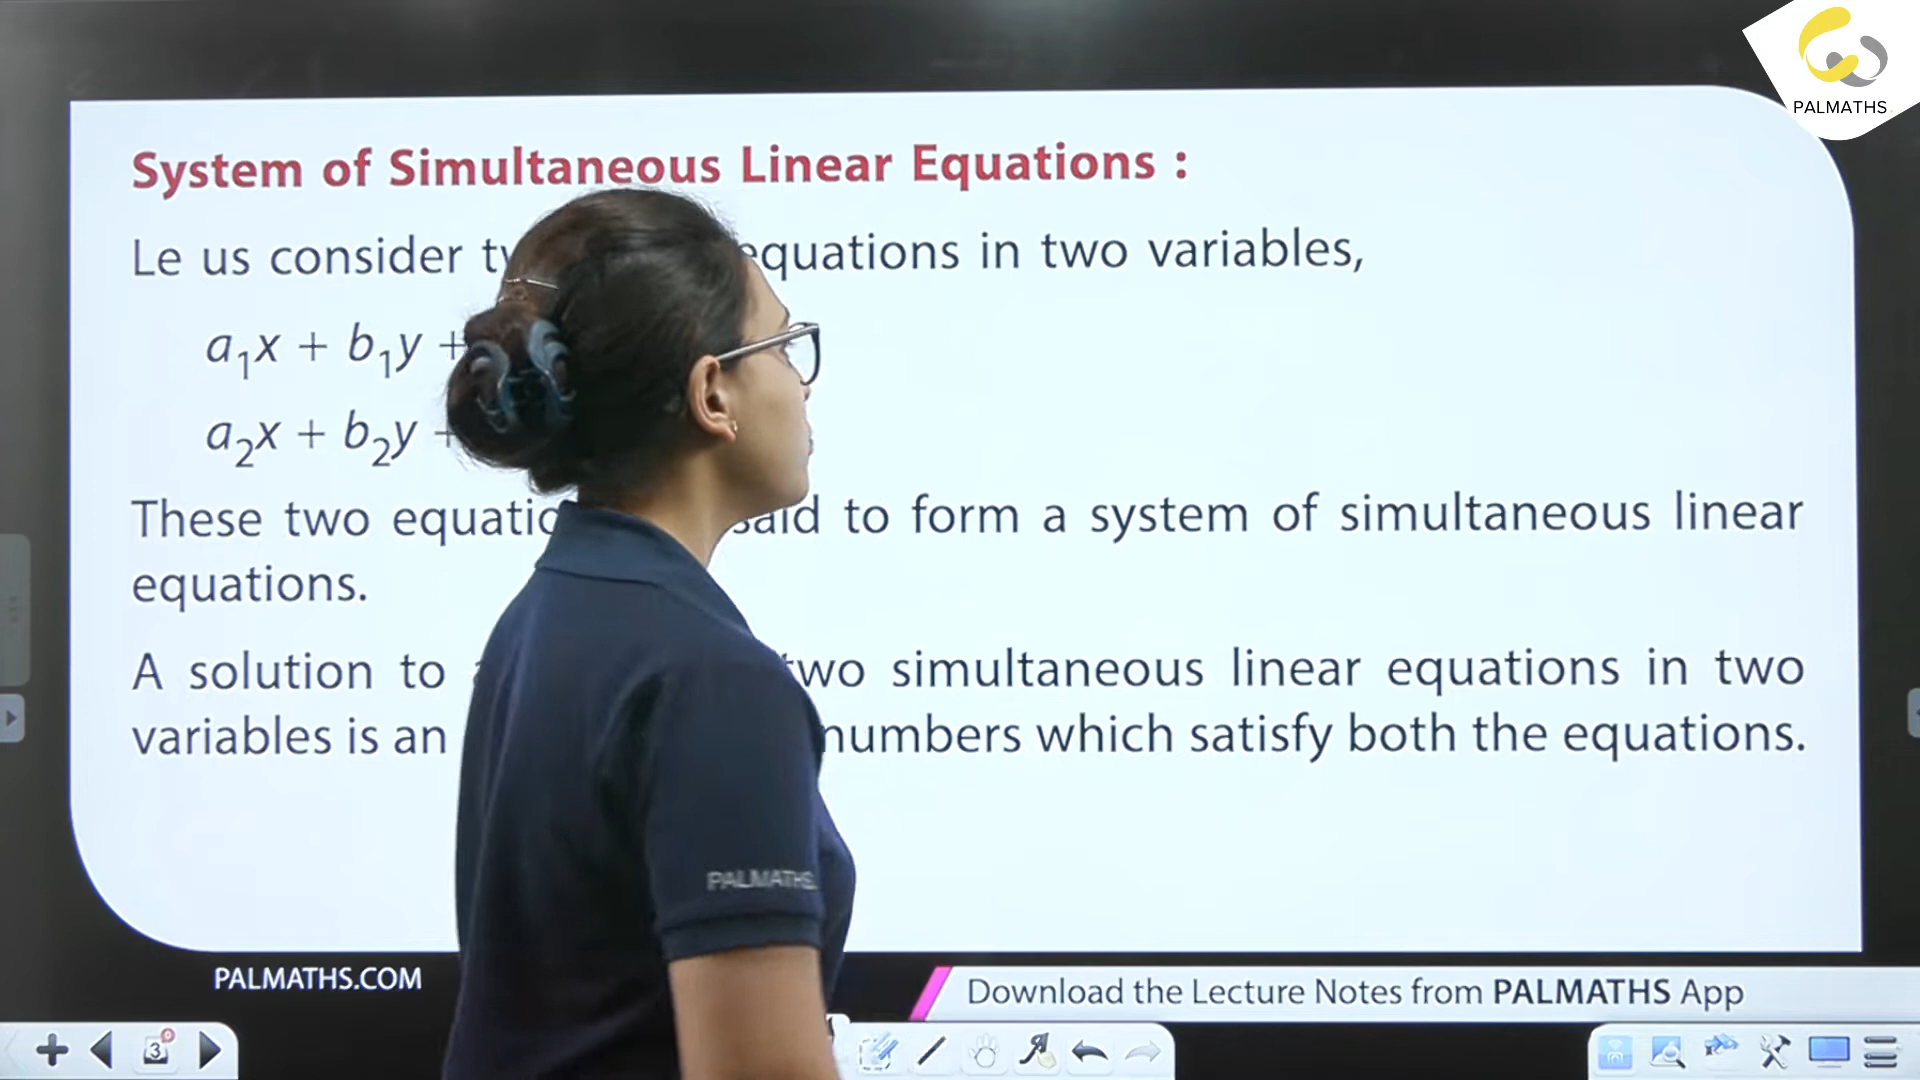 PALMATHS.
System of Simultaneous Linear Equations :
Le us consider equations in two variables,
a₁x + b₁y +
a₂x + b₂y +
These two said to form a system of simultaneous linear
equations.
A solution to two simultaneous linear equations in two
variables is an numbers which satisfy both the equations.
PALMATHS
PALMATHS.COM
Download the Lecture Notes from PALMATHS App
3